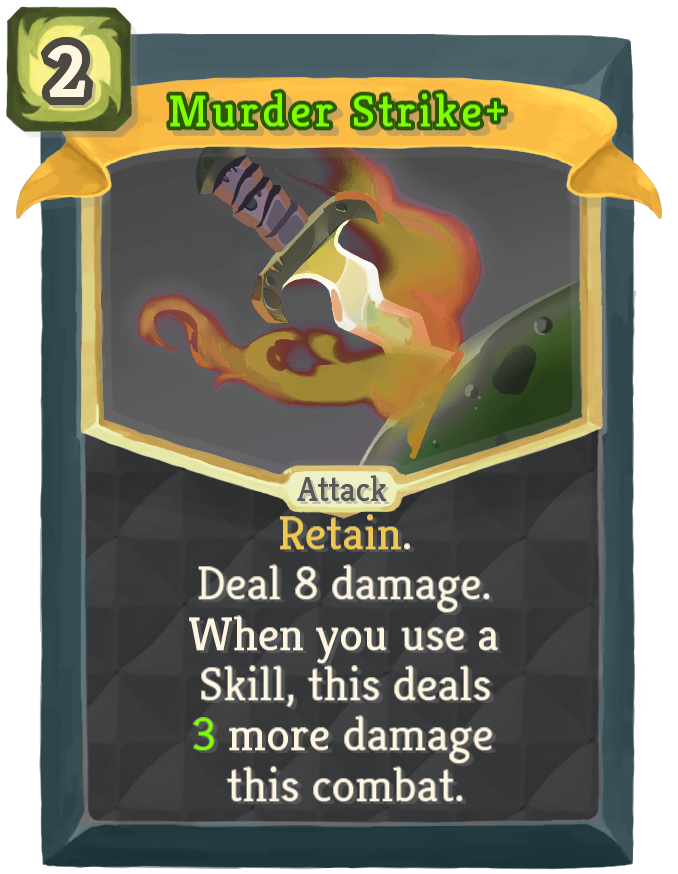 2
Murder Strike+
Attack
Retain.
Deal 8 damage.
When you use a
Skill, this deals
3 more damage
this combat.